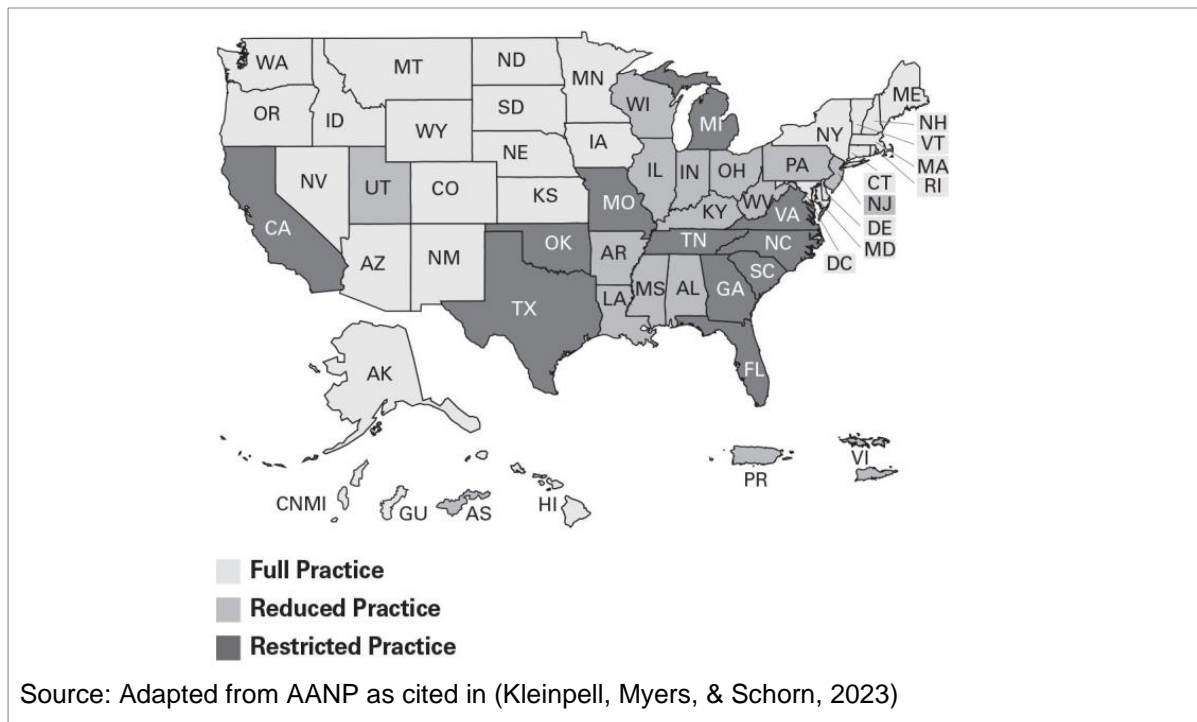 WA
MT
ND
MN
OR
ID
SD
WI
MI
ME
NH
VT
WY
NY
MA
RI
IA
NE
PA
CT
NJ
DE
MD
DC
NV
UT
CO
IL
IN
OH
KS
MO
WV
VA
KY
CA
AZ
NM
OK
AR
TN
NC
SC
TX
LA
MS
AL
GA
FL
AK
CNMI
GU
AS
HI
PR
VI
Full Practice
Reduced Practice
Restricted Practice
Source: Adapted from AANP as cited in (Kleinpell, Myers, & Schorn, 2023)